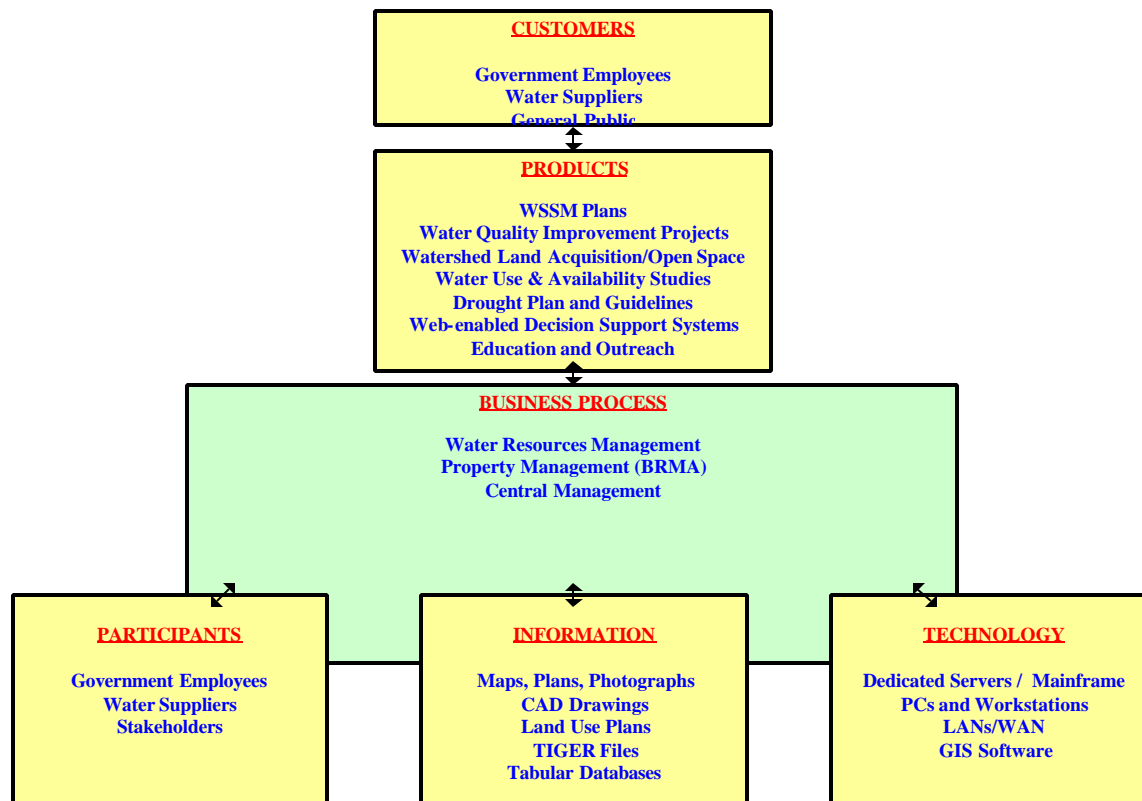 CUSTOMERS
Government Employees
Water Suppliers
General Public
PRODUCTS
WSSM Plans
Water Quality Improvement Projects
Watershed Land Acquisition/Open Space
Water Use & Availability Studies
Drought Plan and Guidelines
Web-enabled Decision Support Systems
Education and Outreach
BUSINESS PROCESS
Water Resources Management
Property Management (BRMA)
Central Management
PARTICIPANTS
Government Employees
Water Suppliers
Stakeholders
INFORMATION
Maps, Plans, Photographs
CAD Drawings
Land Use Plans
TIGER Files
Tabular Databases
TECHNOLOGY
Dedicated Servers / Mainframe
PCs and Workstations
LANs/WAN
GIS Software